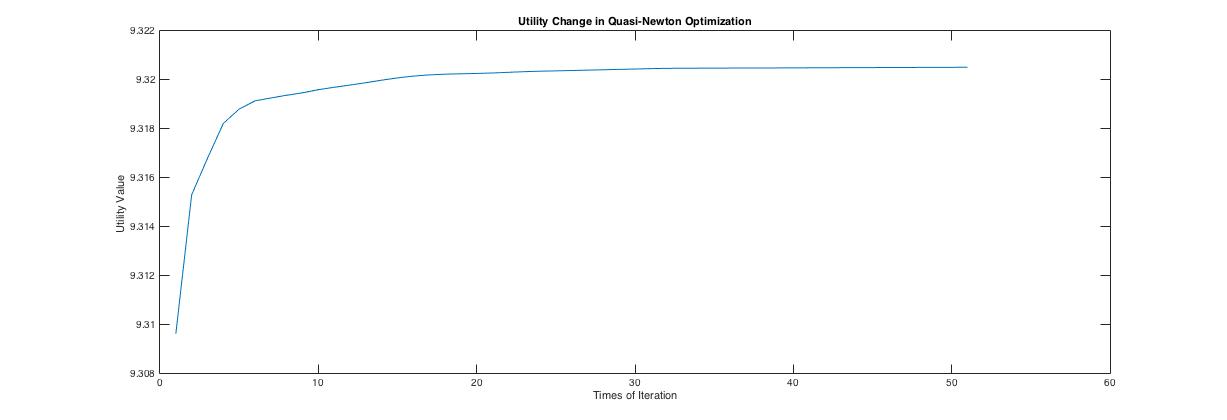 Utility Change in Quasi-Newton Optimization
9.322
9.32
9.318
9.316
9.314
9.312
9.31
9.308
Utility Value
0 10 20 30 40 50 60
Times of Iteration